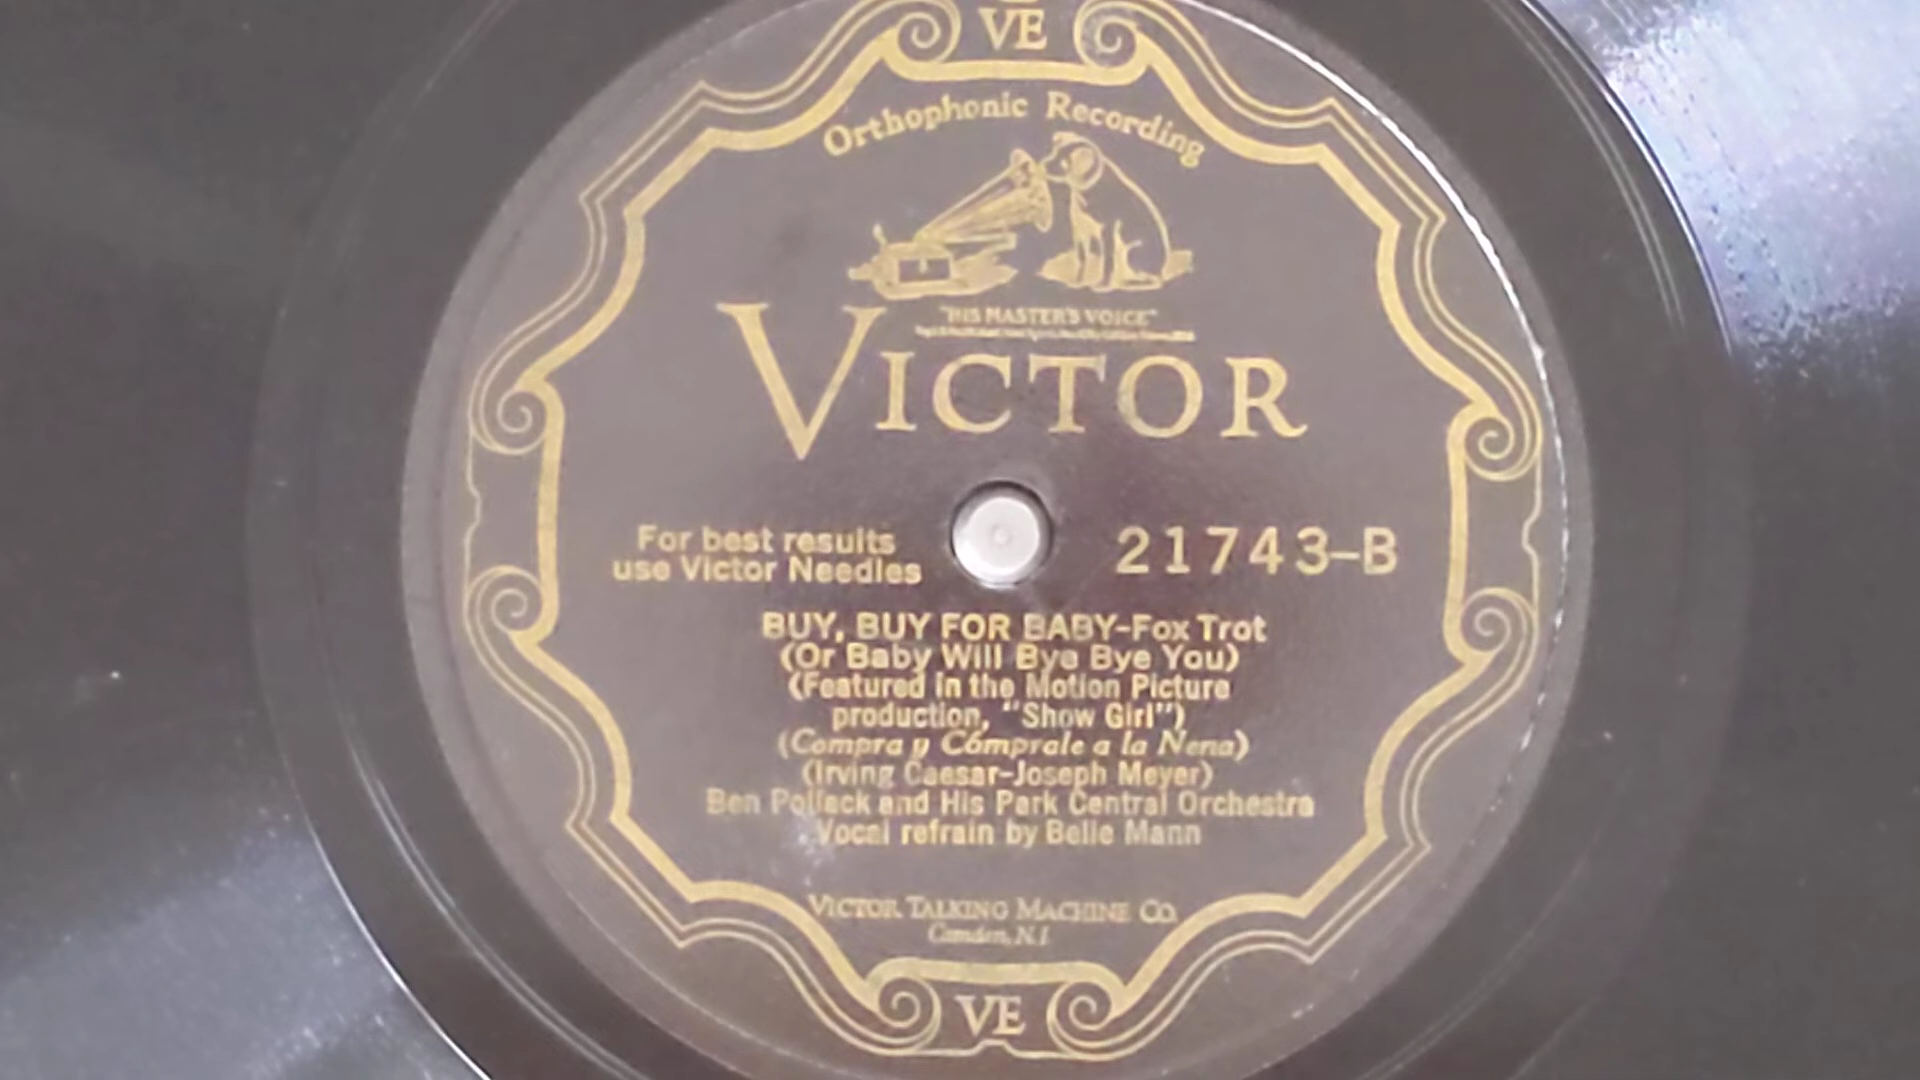 VE
Orthophonic Recording
"HIS MASTER'S VOICE"
VICTOR
For best results
use Victor Needles
21743-B
BUY, BUY FOR BABY-Fox Trot
(Or Baby Will Bye Bye You)
(Featured in the Motion Picture
production, "Show Girl")
(Compra y Cómprale a la Nena)
(Irving Caesar-Joseph Meyer)
Ben Pollack and His Park Central Orchestra
Vocal refrain by Belle Mann
VICTOR TALKING MACHINE CO.
Camden, N.J.
VE